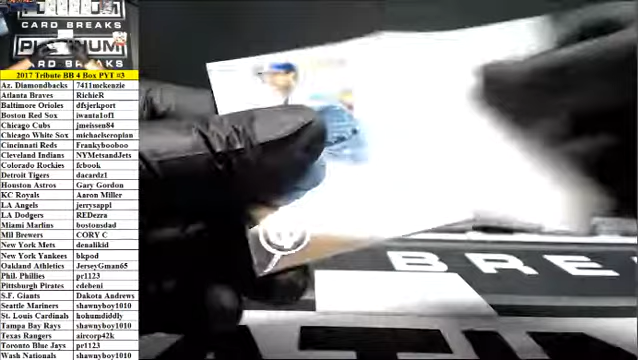 CARD BREAKS
PLATINUM
CARD BREAKS
2017 Tribute BB 4 Box PYT #3
Az. Diamondbacks 7411mckenzie
Atlanta Braves RichieR
Baltimore Orioles dfsjerkport
Boston Red Sox iwanta1of1
Chicago Cubs jmeissen84
Chicago White Sox michaelseropian
Cincinnati Reds Frankybooboo
Cleveland Indians NYMetsandJets
Colorado Rockies fcbook
Detroit Tigers dacardz1
Houston Astros Gary Gordon
KC Royals Aaron Miller
LA Angels jerrysappl
LA Dodgers REDezra
Miami Marlins bostonsdad
Mil Brewers CORY C
New York Mets denalikid
New York Yankees bkpod
Oakland Athletics JerseyGman65
Phil. Phillies pr1123
Pittsburgh Pirates edebeni
S.F. Giants Dakota Andrews
Seattle Mariners shawnyboy1010
St. Louis Cardinals hokumdiddly
Tampa Bay Rays shawnyboy1010
Texas Rangers aircorp42k
Toronto Blue Jays pr1123
Wash Nationals shawnyboy1010
BRE